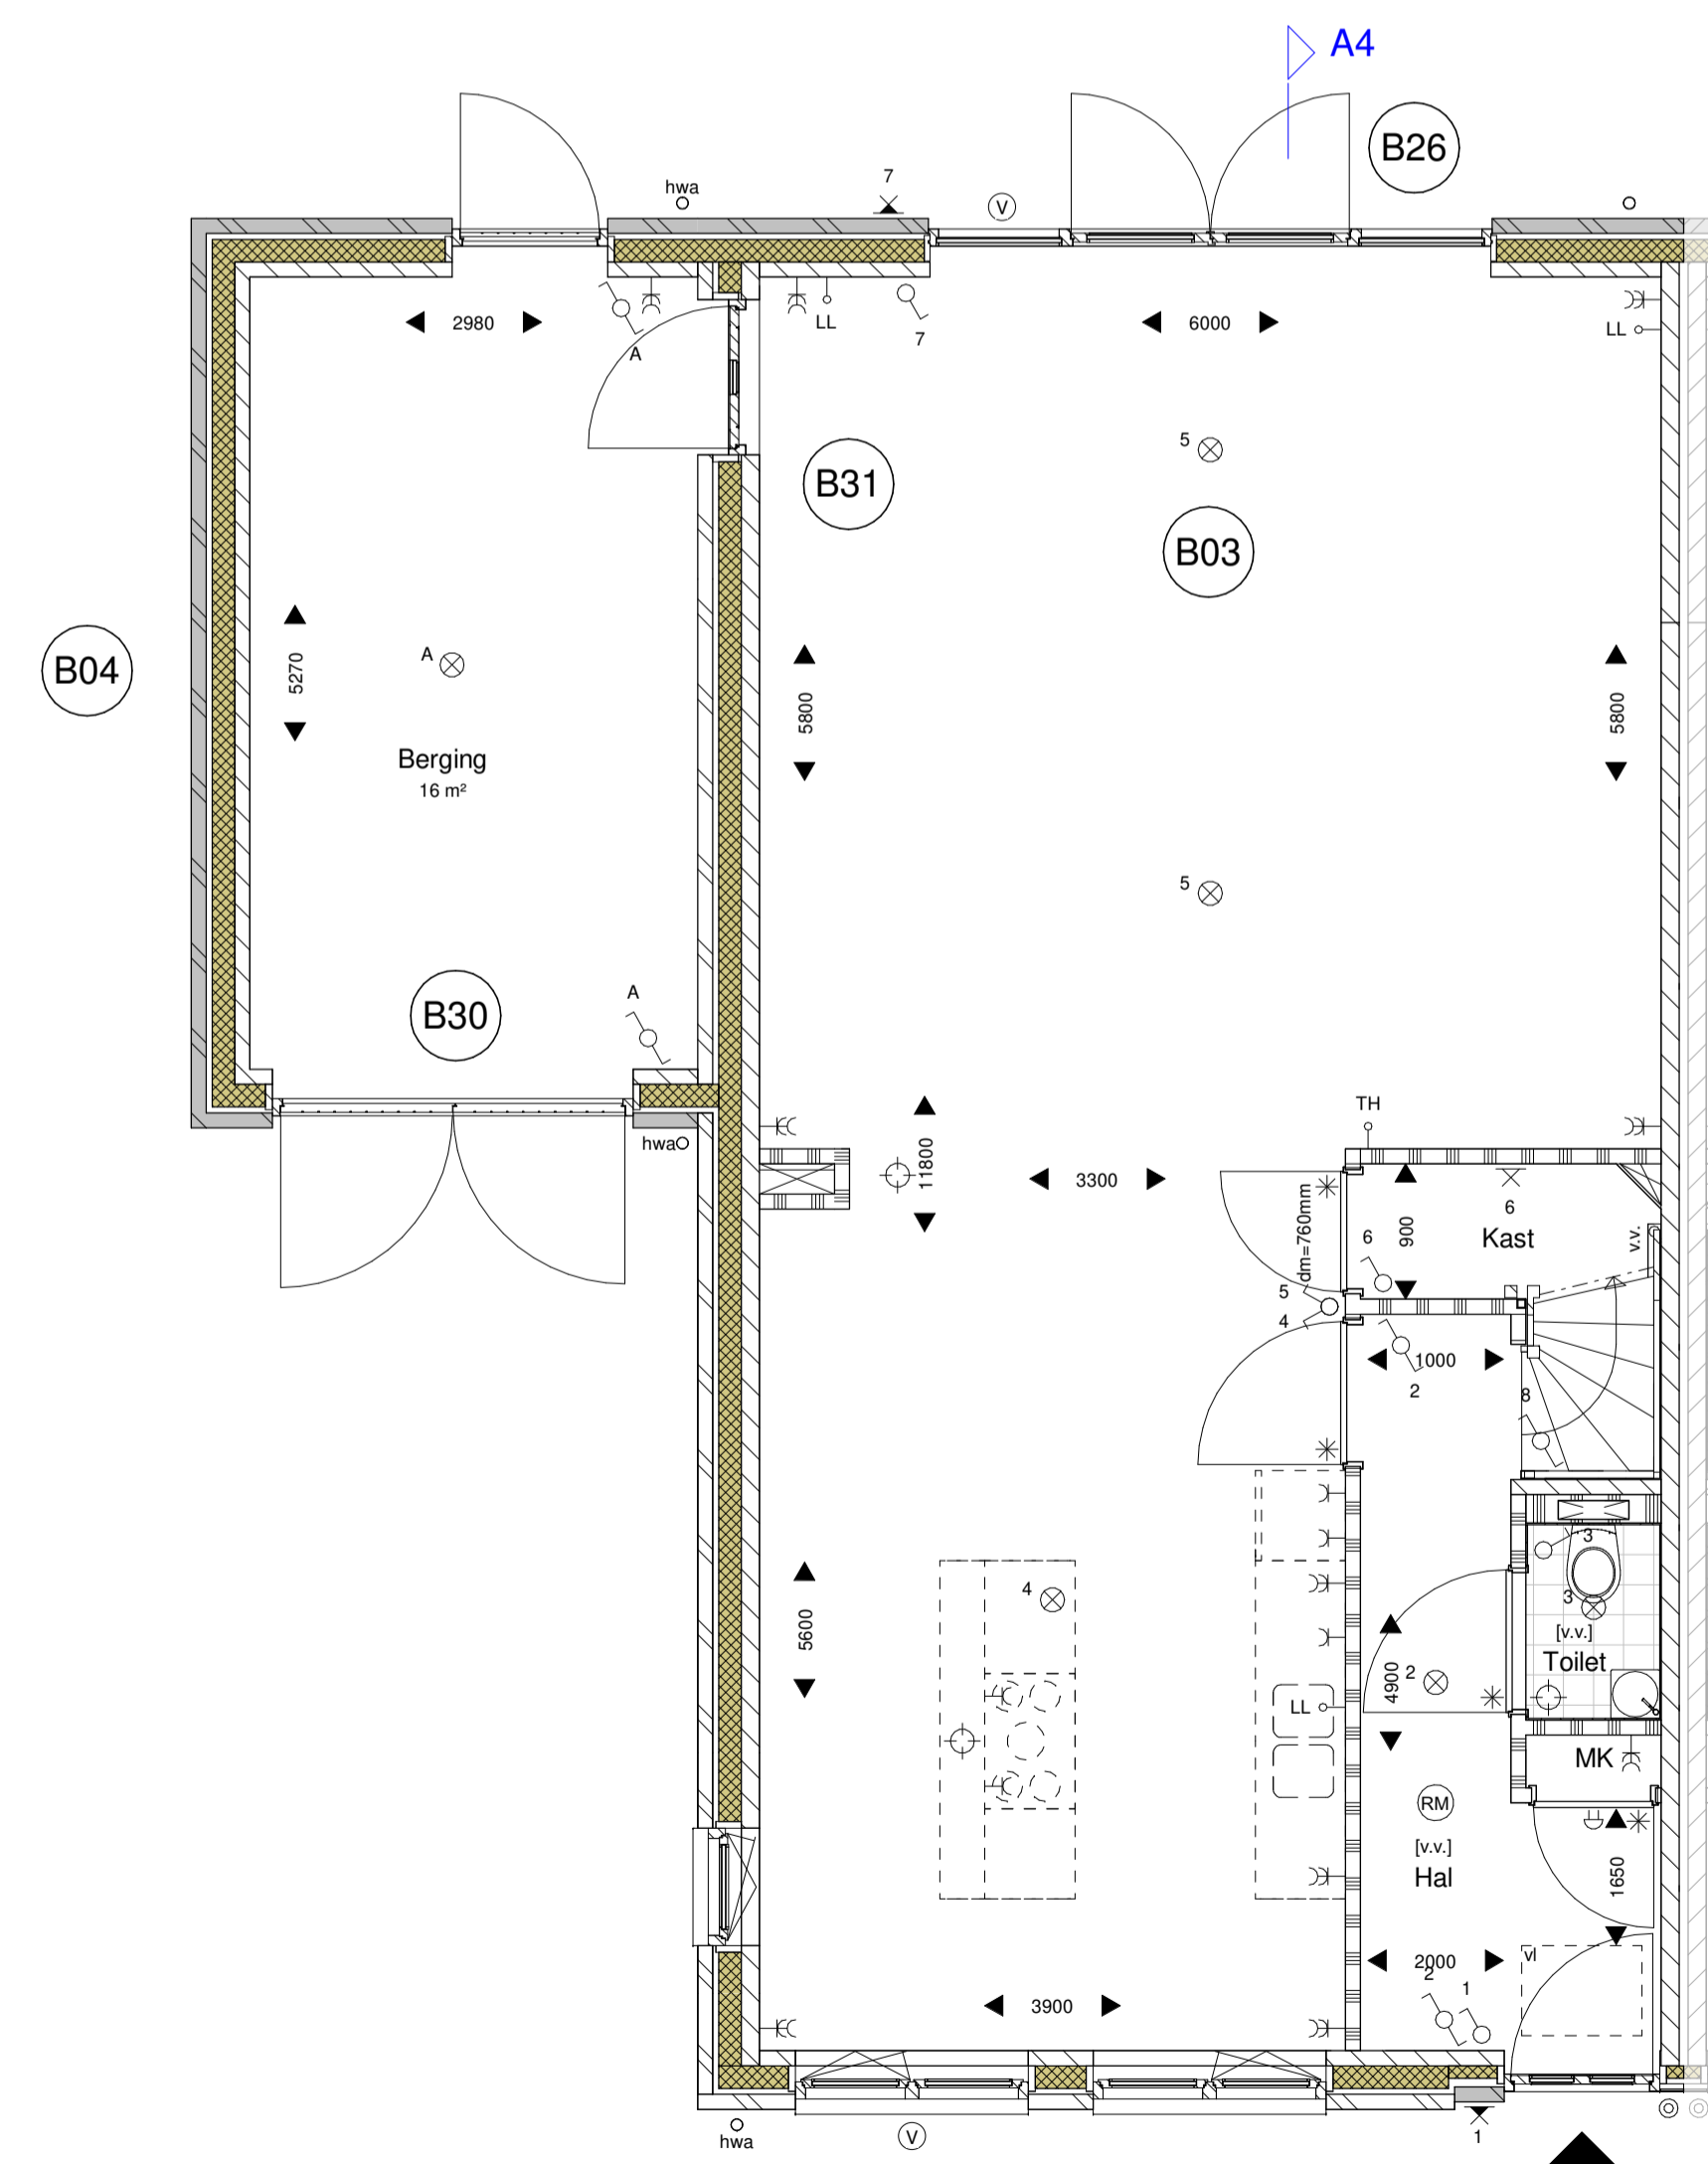 A4
B26
hwa
7
V
2980
A
LL
7
6000
LL
5
B31
B03
B04
5270
A
5800
5800
Berging
16 m²
5
A
B30
hwa
TH
11800
3300
dm=760mm
900
6
6
Kast
v.v.
5
4
1000
2
8
3
3
[v.v.]
Toilet
4
5600
4900
2
LL
MK
RM
[v.v.]
Hal
1650
vl
2000
2
1
3900
hwa
V
1